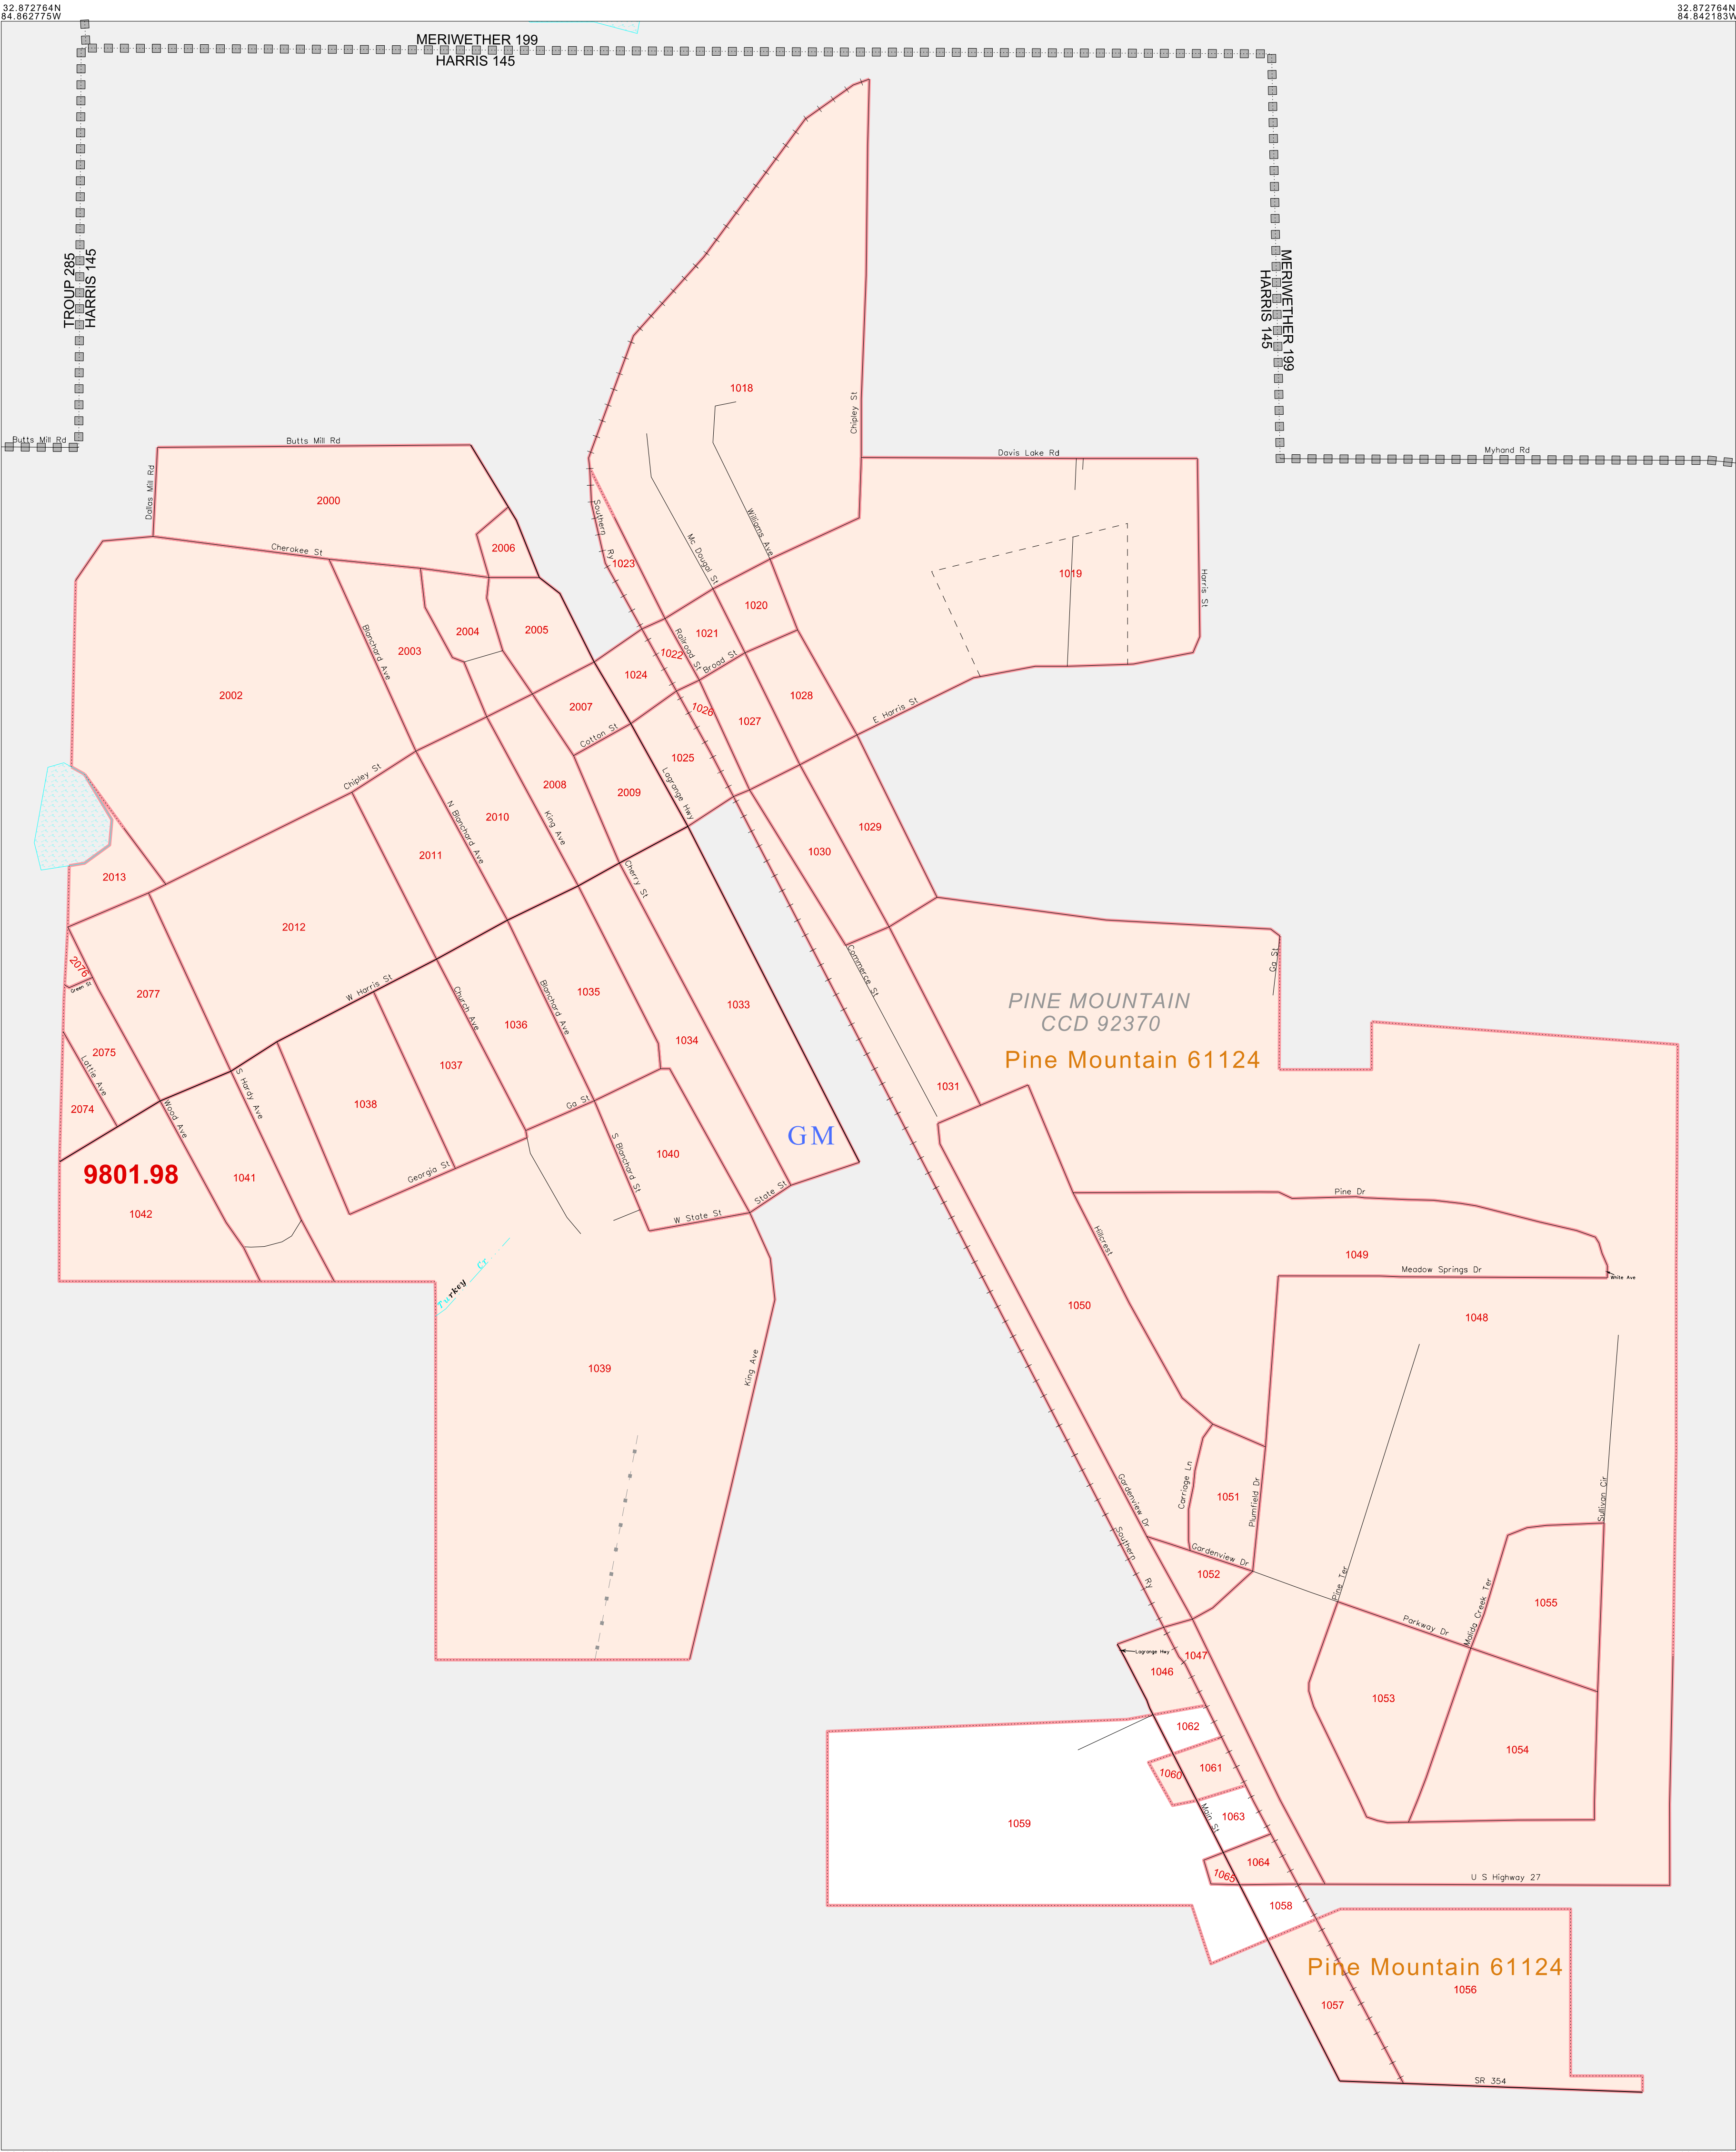 32.872764N
84.862775W
32.872764N
84.842183W
MERIWETHER 199
HARRIS 145
TROUP 285
HARRIS 145
MERIWETHER 199
HARRIS 145
Butts Mill Rd
Butts Mill Rd
Dallas Mill Rd
Myhand Rd
1018
Chipley St
Davis Lake Rd
2000
Cherokee St
2006
Southern Ry
1023
Mc Dougal St
Williams Ave
1019
Harris St
1020
2004
2005
2003
Blanchard Ave
1021
Railroad St
1022
Broad St
1024
2002
2007
1026
1028
1027
E Harris St
Cotton St
1025
Chipley St
2008
2009
Lagrange Hwy
2010
N Blanchard Ave
King Ave
1029
1030
2011
2013
Cherry St
2012
2076
Green St
2077
W Harris St
Church Ave
Blanchard Ave
1035
1033
Commerce St
Ga St
PINE MOUNTAIN
CCD 92370
Pine Mountain 61124
1036
1034
2075
Lattie Ave
1037
S Hardy Ave
1031
2074
Wood Ave
1038
Ga St
GM
1040
S Blanchard St
9801.98
1041
Georgia St
1042
State St
W State St
Pine Dr
Hillcrest
1049
Meadow Springs Dr
White Ave
Turkey Cr
1050
1048
1039
King Ave
Carriage Ln
1051
Plumfield Dr
Gardenview Dr
Sullivan Cir
Southern Ry
Gardenview Dr
1052
Pine Ter
Malida Creek Ter
1055
Parkway Dr
Lagrange Hwy
1047
1046
1053
1062
1054
1061
1060
Main St
1063
1059
1064
1065
U S Highway 27
1058
Pine Mountain 61124
1056
1057
SR 354